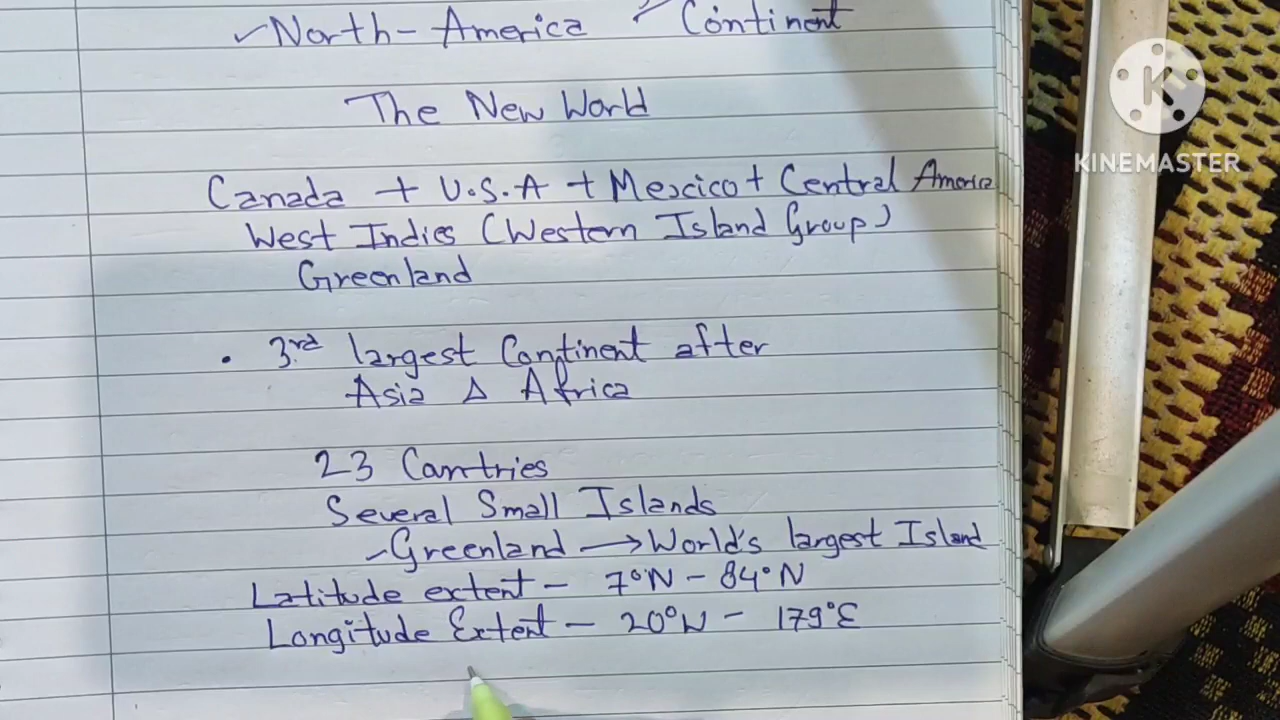 North-America Continent
The New World
Canada + U.S.A + Mexico + Central America
West Indies (Western Island Group)
Greenland
• 3rd largest Continent after
Asia Δ Africa
23 Cantries
Several Small Islands
Greenland → World's largest Island
Latitude extent - 7°N - 84°N
Longitude Extent - 20°W - 179°E
K
KINEMASTER